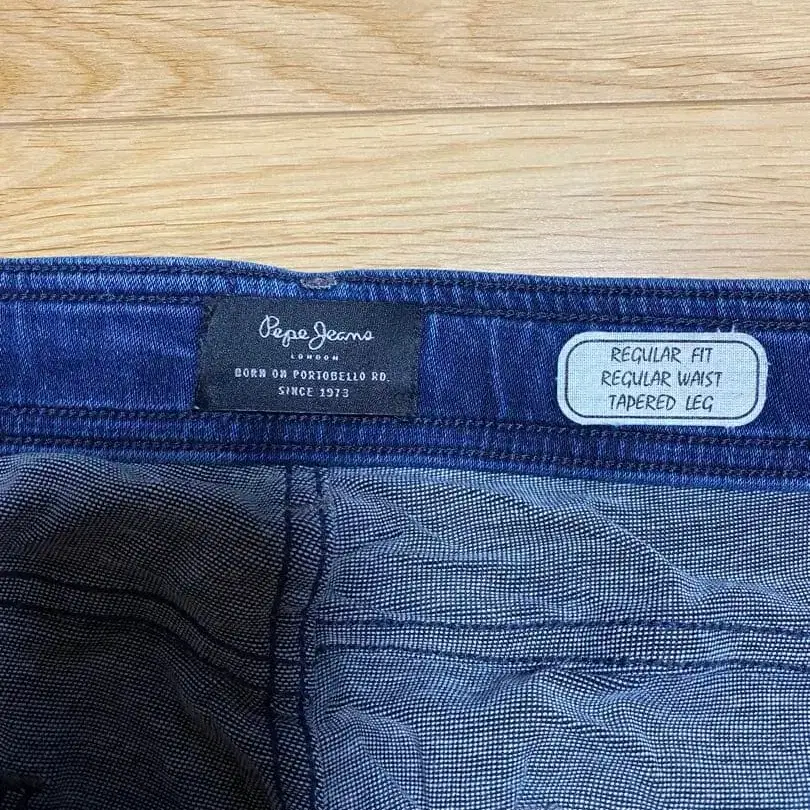 Pepe Jeans
LONDON
BORN ON PORTOBELLO RD.
SINCE 1973
REGULAR FIT
REGULAR WAIST
TAPERED LEG